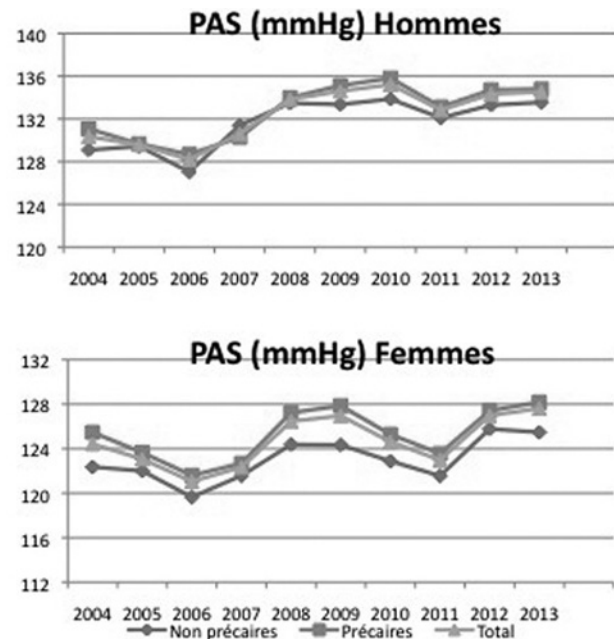 PAS (mmHg) Hommes
140
136
132
128
124
120
2004 2005 2006 2007 2008 2009 2010 2011 2012 2013
PAS (mmHg) Femmes
132
128
124
120
116
112
2004 2005 2006 2007 2008 2009 2010 2011 2012 2013
Non précaires Précaires Total